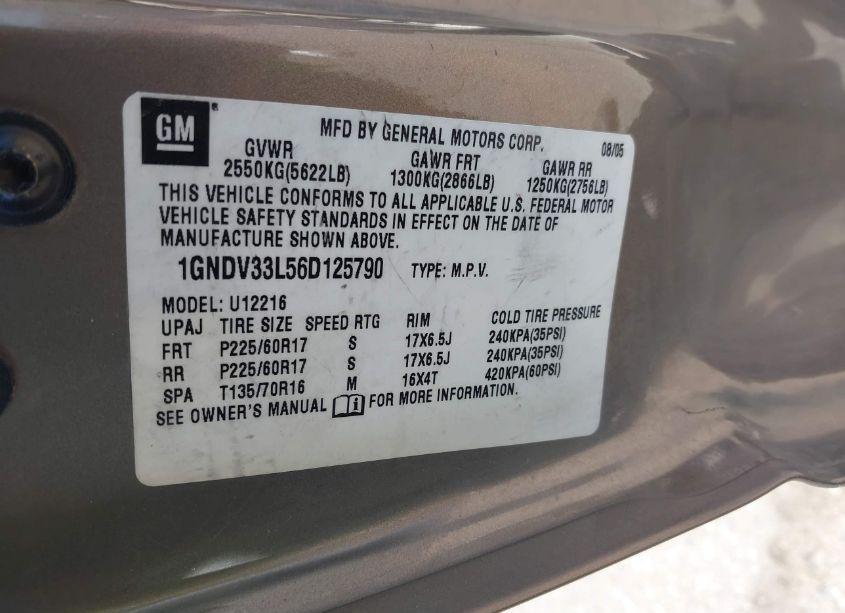 GM ®
MFD BY GENERAL MOTORS CORP. 08/05
GVWR GAWR FRT GAWR RR
2550KG(5622LB) 1300KG(2866LB) 1250KG(2756LB)
THIS VEHICLE CONFORMS TO ALL APPLICABLE U.S. FEDERAL MOTOR
VEHICLE SAFETY STANDARDS IN EFFECT ON THE DATE OF
MANUFACTURE SHOWN ABOVE.
1GNDV33L56D125790 TYPE: M.P.V.
MODEL: U12216
UPAJ TIRE SIZE SPEED RTG RIM COLD TIRE PRESSURE
FRT P225/60R17 S 17X6.5J 240KPA(35PSI)
RR P225/60R17 S 17X6.5J 240KPA(35PSI)
SPA T135/70R16 M 16X4T 420KPA(60PSI)
SEE OWNER'S MANUAL FOR MORE INFORMATION.